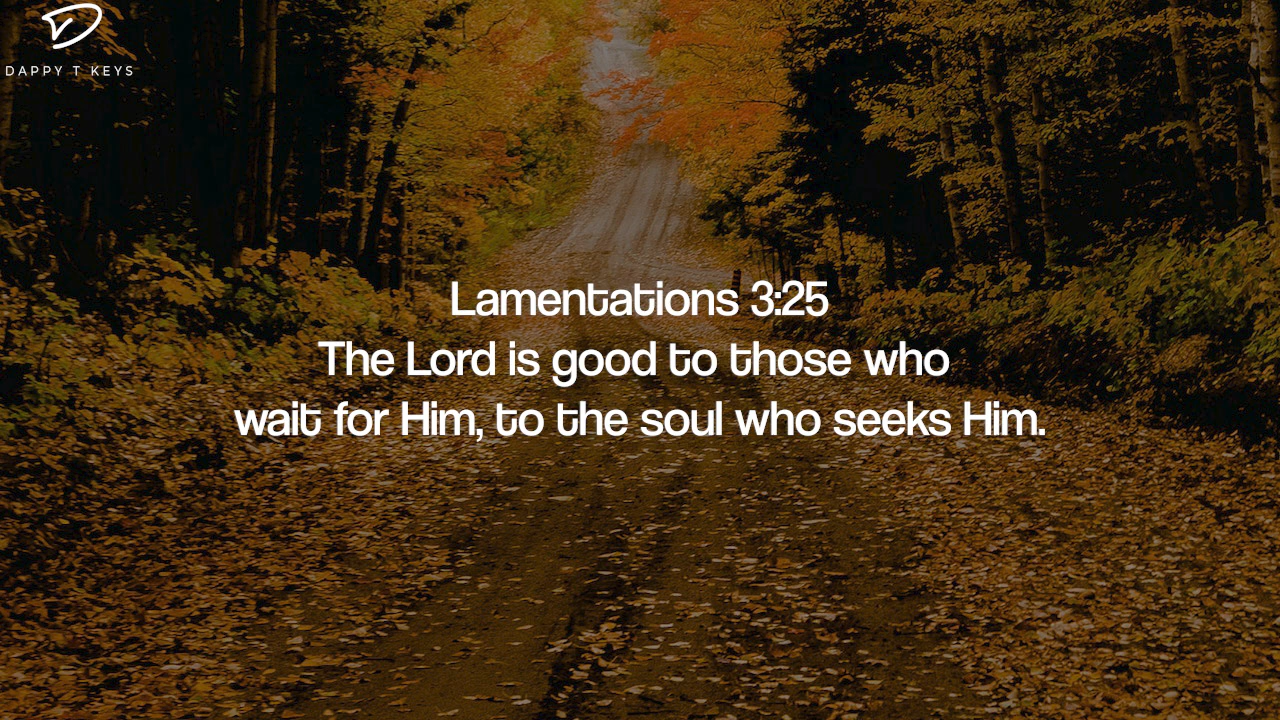 DAPPY T KEYS
Lamentations 3:25
The Lord is good to those who
wait for Him, to the soul who seeks Him.